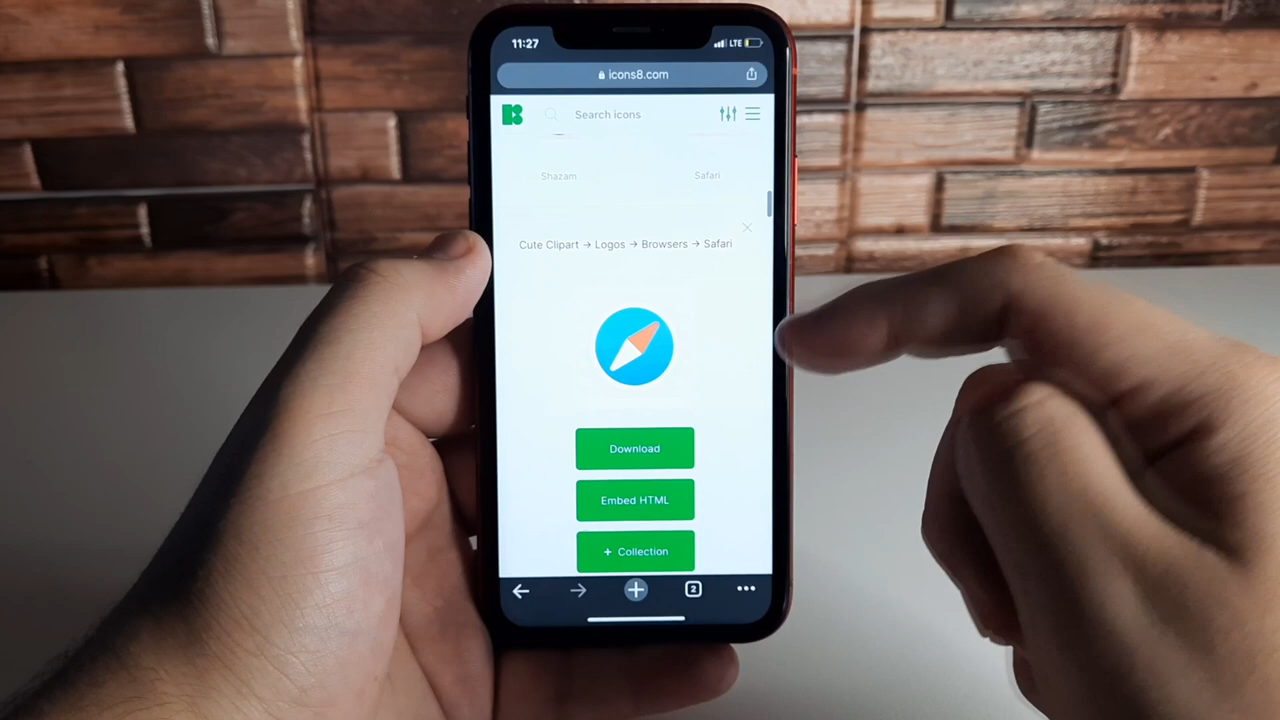 11:27
LTE
icons8.com
Search icons
Shazam
Safari
Cute Clipart → Logos → Browsers → Safari
Download
Embed HTML
+ Collection
2